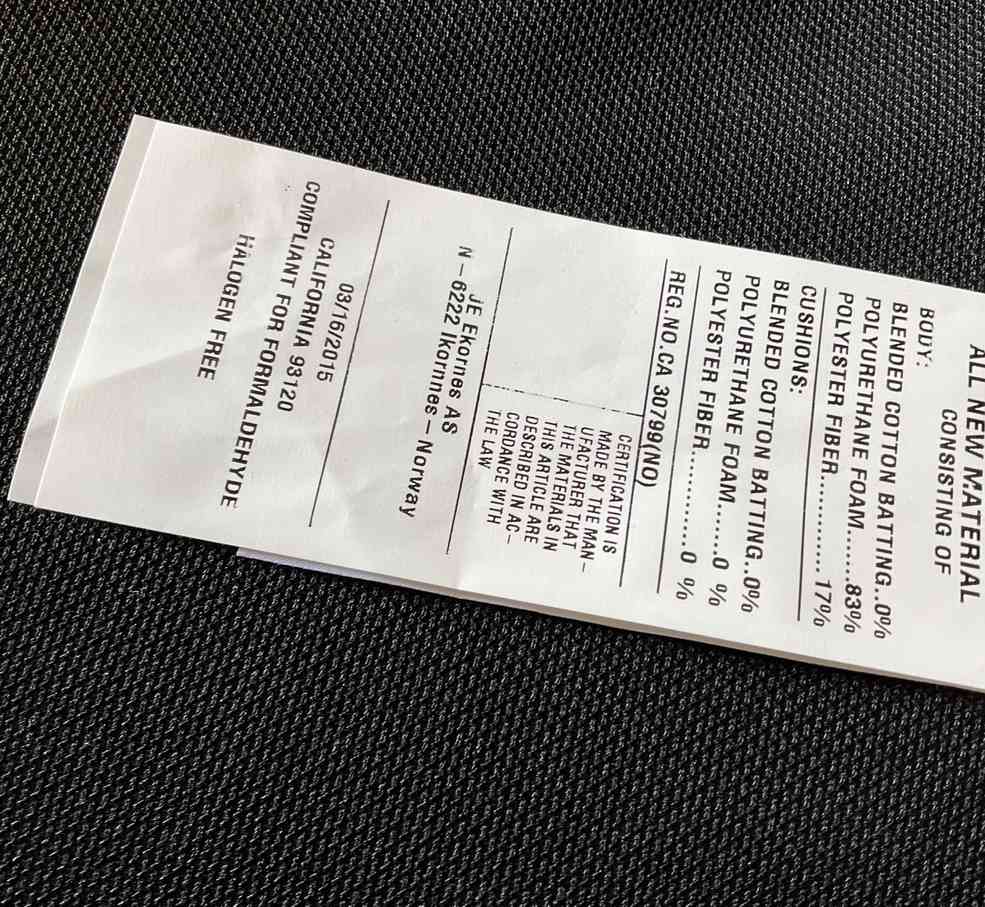 ALL NEW MATERIAL
CONSISTING OF
BODY:
BLENDED COTTON BATTING..0%
POLYURETHANE FOAM......83%
POLYESTER FIBER............ 17%
CUSHIONS:
BLENDED COTTON BATTING..0%
POLYURETHANE FOAM.......0 %
POLYESTER FIBER............0 %
REG.NO.CA 30799(NO)
CERTIFICATION IS
MADE BY THE MAN-
UFACTURER THAT
THE MATERIALS IN
THIS ARTICLE ARE
DESCRIBED IN AC-
CORDANCE WITH
THE LAW
JE Ekornes AS
N - 6222 Ikornnes - Norway
03/16/2015
CALIFORNIA 93120
COMPLIANT FOR FORMALDEHYDE
HALOGEN FREE